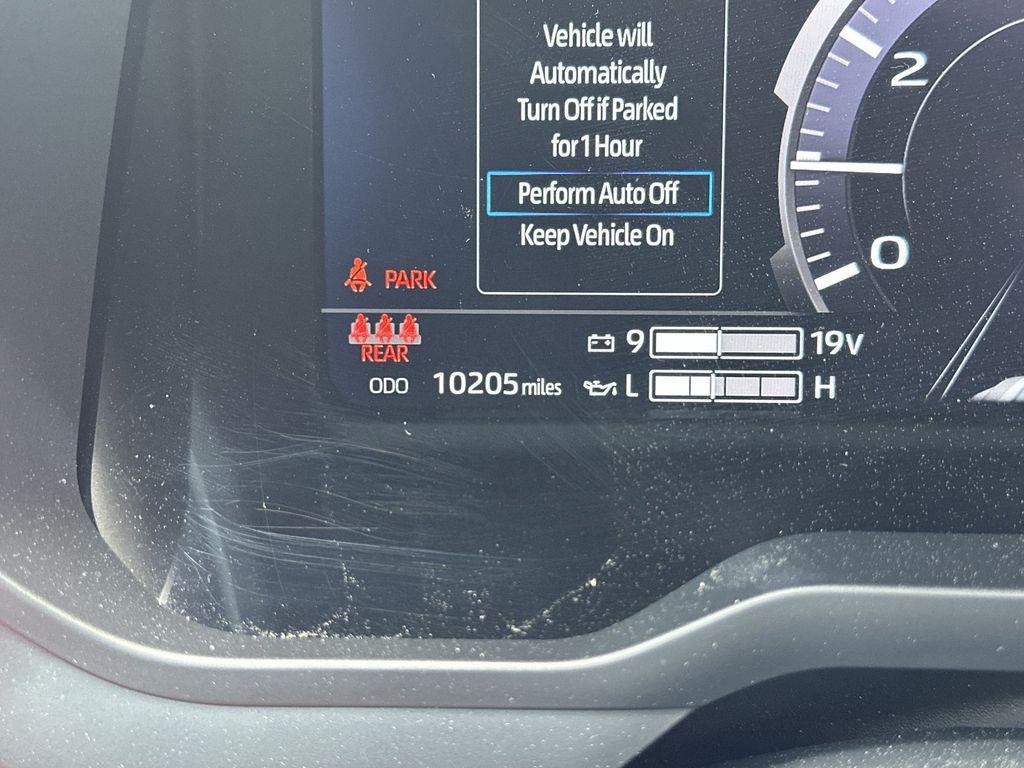 Vehicle will
Automatically
Turn Off if Parked
for 1 Hour
Perform Auto Off
Keep Vehicle On
2
0
PARK
REAR
9 19V
ODO 10205 miles L H